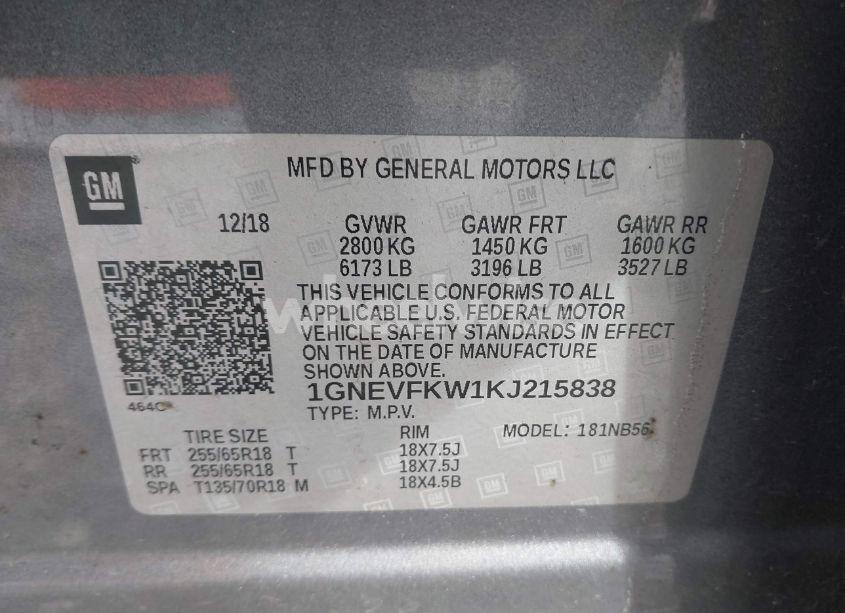 GM
MFD BY GENERAL MOTORS LLC
12/18 GVWR GAWR FRT GAWR RR
2800 KG 1450 KG 1600 KG
6173 LB 3196 LB 3527 LB
THIS VEHICLE CONFORMS TO ALL
APPLICABLE U.S. FEDERAL MOTOR
VEHICLE SAFETY STANDARDS IN EFFECT
ON THE DATE OF MANUFACTURE
SHOWN ABOVE.
1GNEVFKW1KJ215838
464C
TYPE: M.P.V.
TIRE SIZE RIM MODEL: 181NB56
FRT 255/65R18 T 18X7.5J
RR 255/65R18 T 18X7.5J
SPA T135/70R18 M 18X4.5B